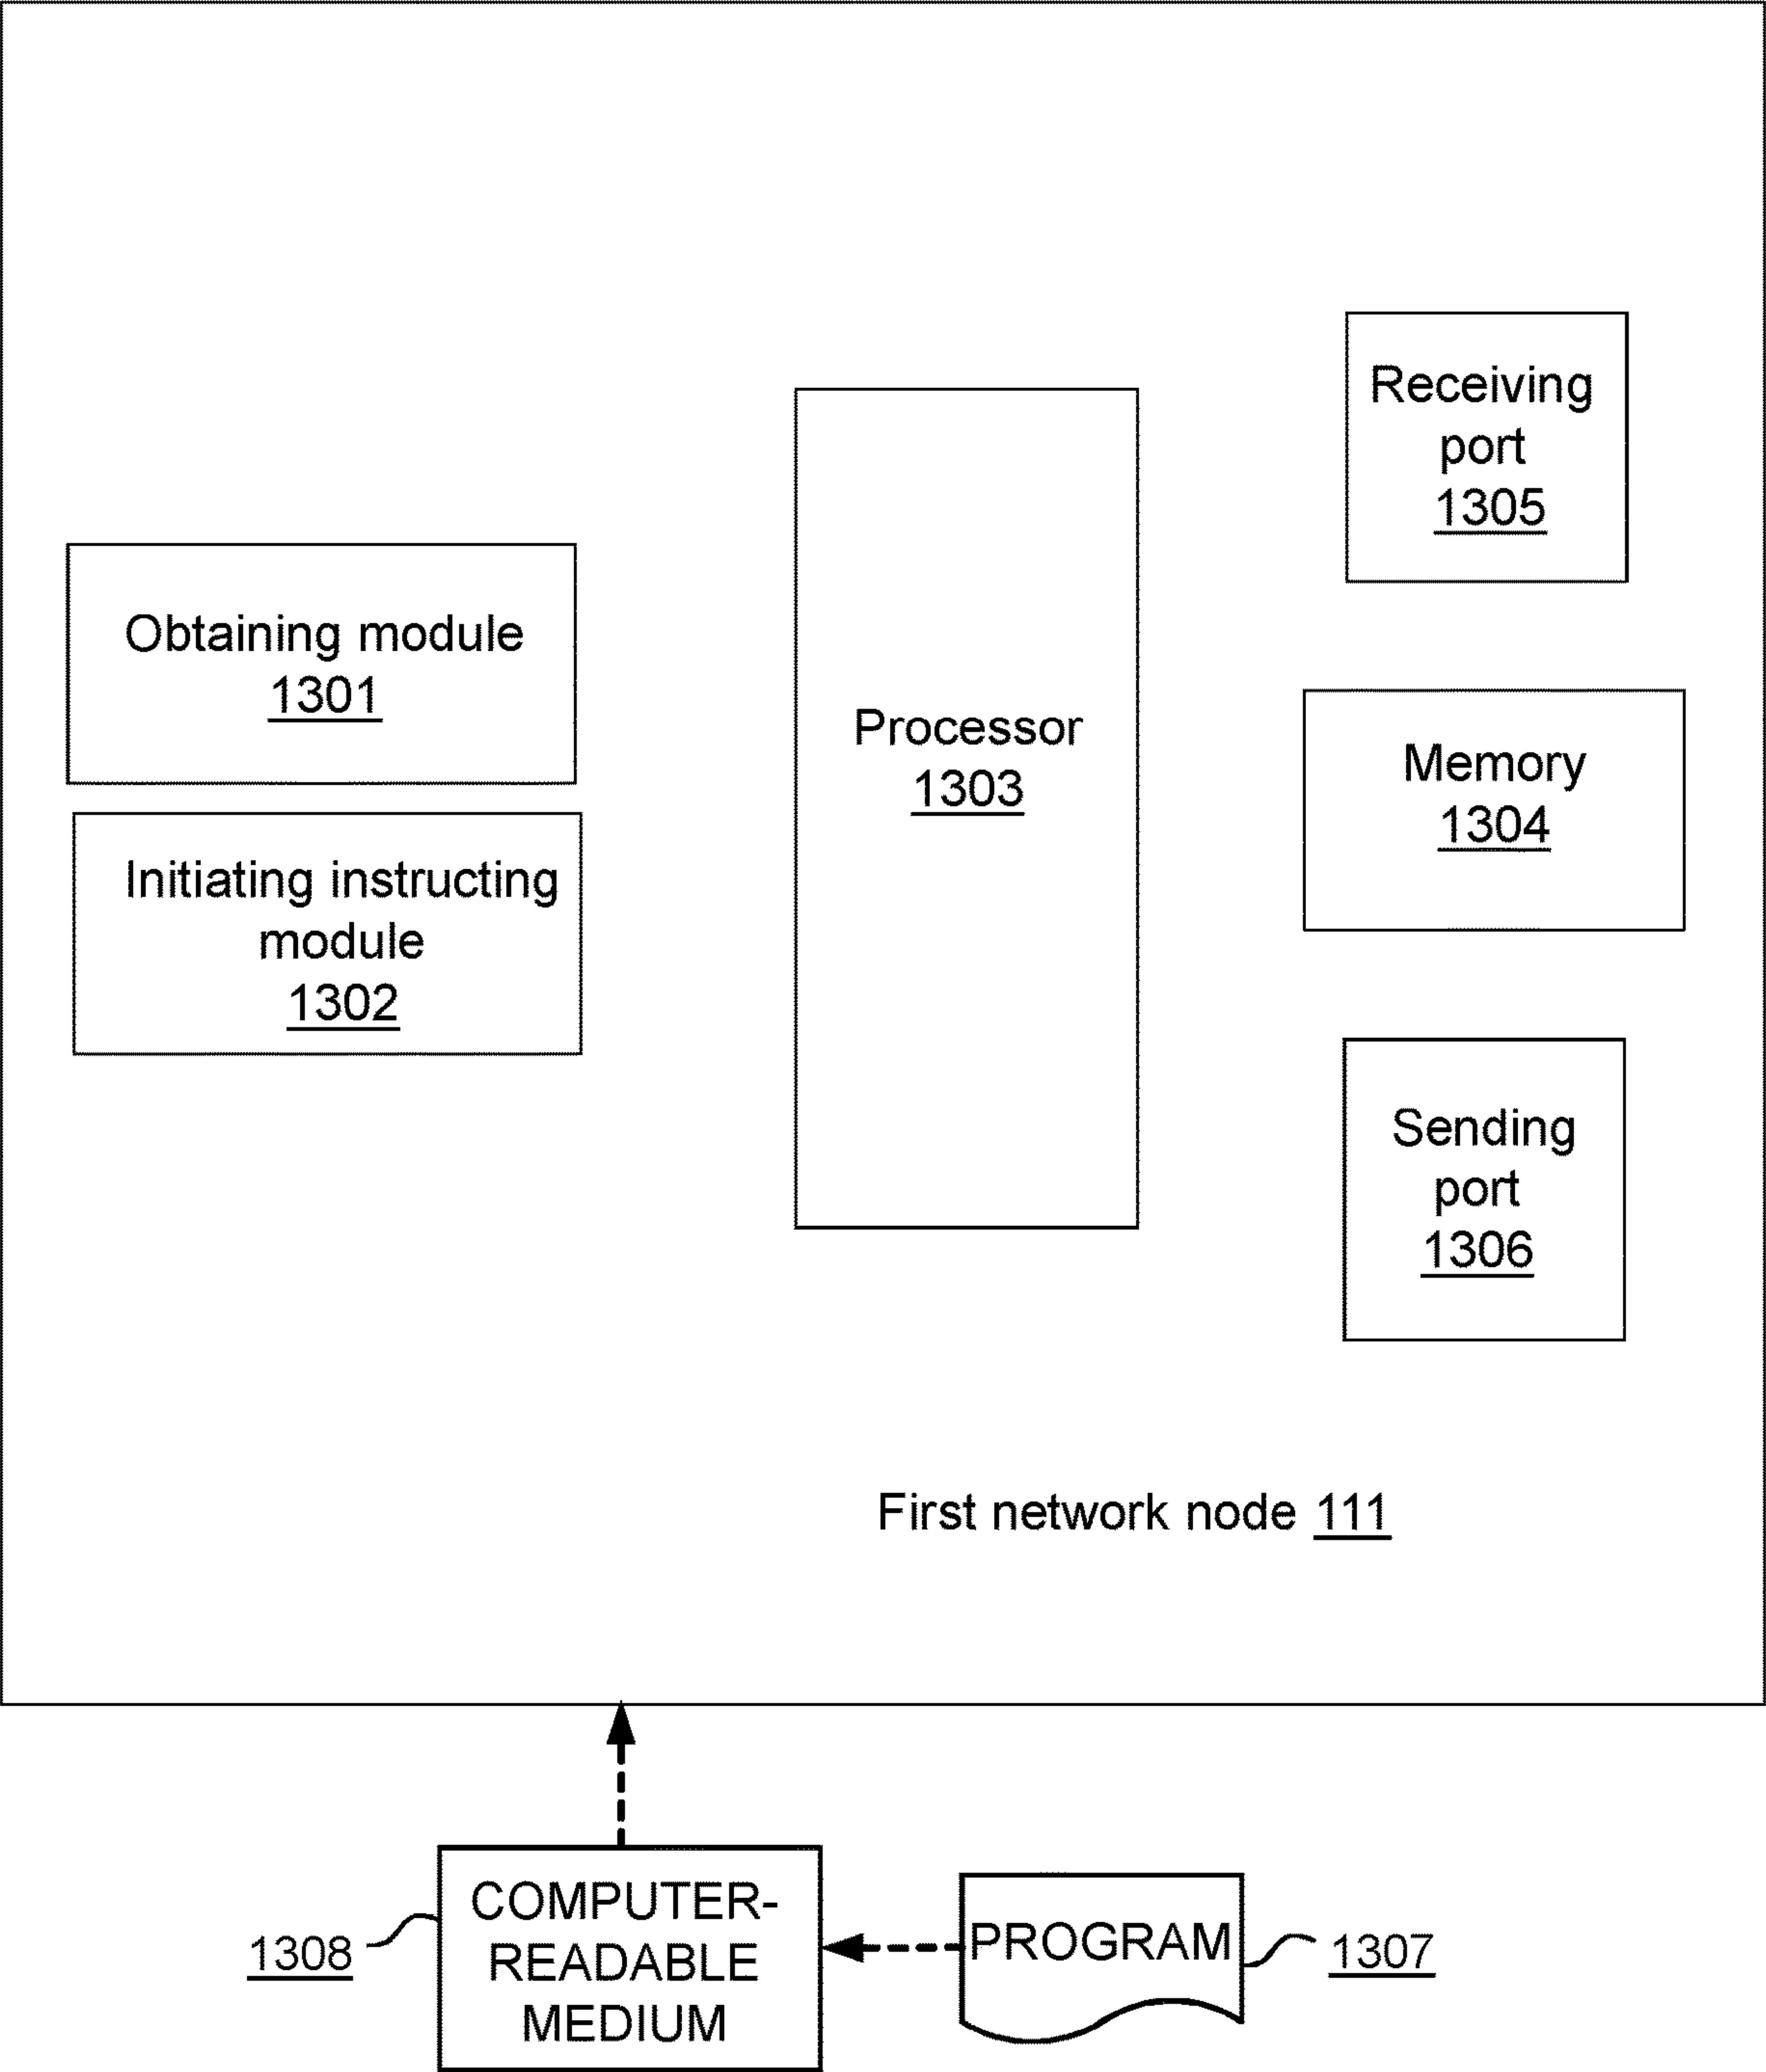 Receiving
port
1305
Obtaining module
1301
Processor
1303
Memory
1304
Initiating instructing
module
1302
Sending
port
1306
First network node 111
COMPUTER-
READABLE
MEDIUM
1308
PROGRAM
1307